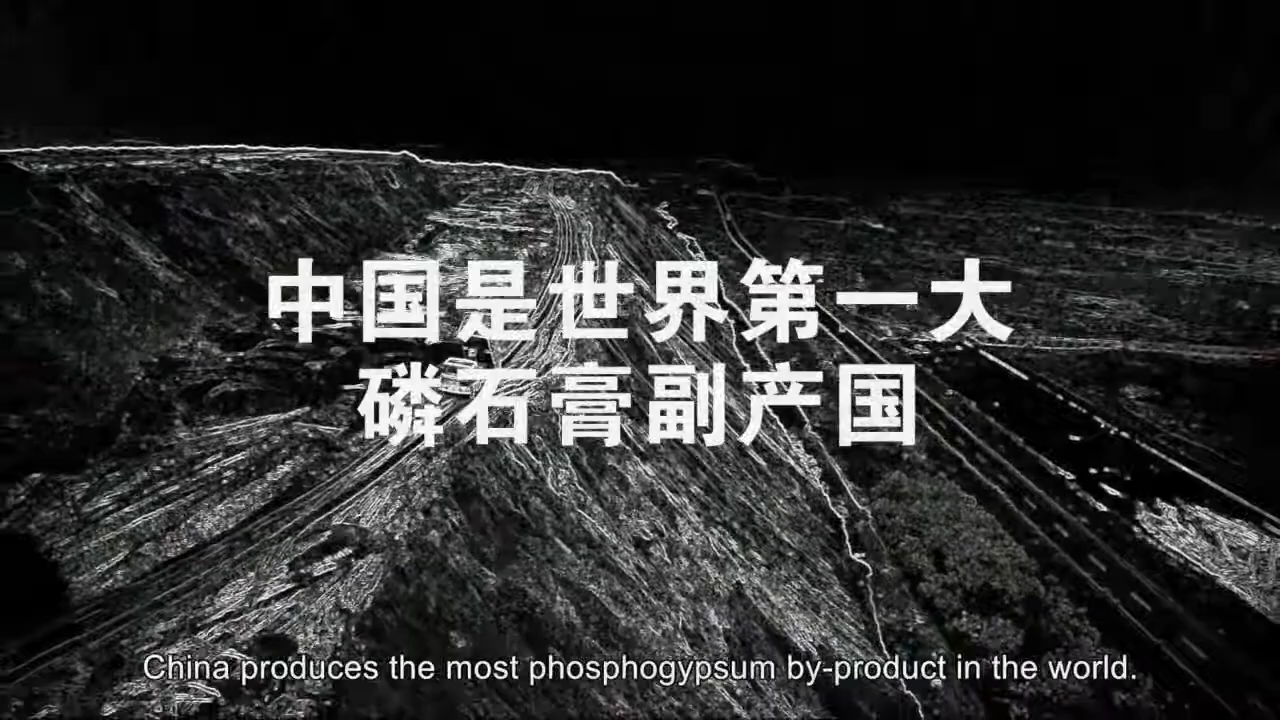 中国是世界第一大
磷石膏副产国
China produces the most phosphogypsum by-product in the world.